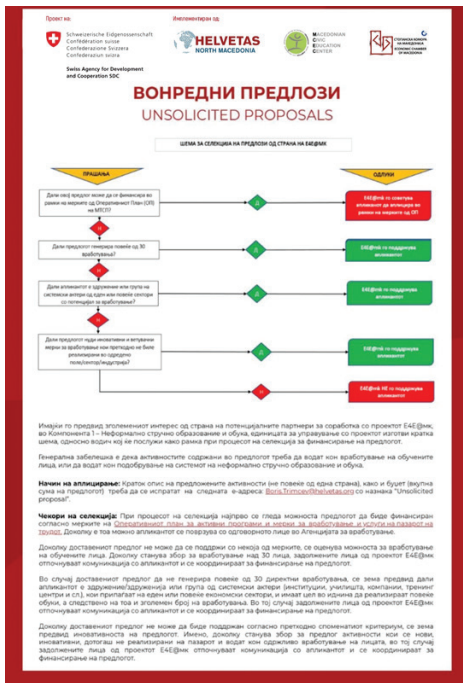 Проект на:
Имплементиран од:
Schweizerische Eidgenossenschaft
Confédération suisse
Confederazione Svizzera
Confederaziun svizra
Swiss Agency for Development
and Cooperation SDC
HELVETAS
NORTH MACEDONIA
MACEDONIAN
CIVIC
EDUCATION
CENTER
СТОПАНСКА КОМОРА
НА МАКЕДОНИЈА
ECONOMIC CHAMBER
OF MACEDONIA
ВОНРЕДНИ ПРЕДЛОЗИ
UNSOLICITED PROPOSALS
ШЕМА ЗА СЕЛЕКЦИЈА НА ПРЕДЛОЗИ ОД СТРАНА НА Е4Е@МК
ПРАШАЊА
ОДЛУКИ
Дали овој предлог може да се финансира во
рамки на мерките од Оперативниот План (ОП)
на МТСП?
Д
Е4Е@mk го советува
апликантот да аплицира во
рамки на мерките од ОП
Н
Дали предлогот генерира повеќе од 30
вработувања?
Д
Е4Е@mk го поддржува
апликантот
Н
Дали апликантот е здружение или група на
системски актери од еден или повеќе сектори
со потенцијал за вработување?
Д
Е4Е@mk го поддржува
апликантот
Н
Дали предлогот нуди иновативни и
мерки за вработување кои претходно не биле
реализирани во одредено
поле/сектор/индустрија?
Д
Е4Е@mk го поддржува
апликантот
Н
Е4Е@mk НЕ го поддржува
апликантот
Имајќи го предвид зголемениот интерес од страна на потенцијалните партнери за соработка со проектот Е4Е@мк,
во Компонента 1 – Неформално стручно образование и обука, единицата за управување со проектот изготви кратка
шема, односно водич кој ќе послужи како рамка при процесот на селекција за финансирање на предлогот.
Генерална забелешка е дека активностите содржани во предлогот треба да водат кон вработување на обучените
лица, или да водат кон подобрување на системот на неформално стручно образование и обука.
Начин на аплицирање: Краток опис на предложените активности (не повеќе од една страна), како и буџет (вкупна
сума на предлогот) треба да се испратат на следната е-адреса: Boris.Trimcev@helvetas.org со назнака "Unsolicited
proposal".
Чекори на селекција: При процесот на селекција најпрво се гледа можноста предлогот да биде финансиран
согласно мерките на Оперативниот план за активни програми и мерки за вработување и услуги на пазарот на
трудот. Доколку е тоа можно апликантот се поврзува со одговорното лице во Агенцијата за вработување.
Доколку доставениот предлог не може да се поддржи со некоја од мерките, се оценува можноста за вработување
на обучените лица. Доколку станува збор за вработување над 30 лица, задолжените лица од проектот Е4Е@МК
отпочнуваат комуникација со апликантот и се координираат за финансирање на предлогот.
Во случај доставениот предлог да не генерира повеќе од 30 директни вработувања, се зема предвид дали
апликантот е здружение/здруженија или група од системски актери (институции, училишта, компании, тренинг
центри и сл.), кои припаѓаат на еден или повеќе економски сектори, и имаат цел во иднина да реализираат повеќе
обуки, а следствено на тоа и зголемен број на вработувања. Во тој случај задолжените лица од проектот Е4Е@МК
отпочнуваат комуникација со апликантот и се координираат за финансирање на предлогот.
Доколку доставениот предлог не може да биде поддржан согласно претходно споменатиот критериум, се зема
предвид иновативноста на предлогот. Имено, доколку станува збор за предлог активности кои се нови,
иновативни, дотогаш не реализирани на пазарот и водат кон одржливо вработување на лицата, во тој случај
задолжените лица од проектот Е4Е@МК отпочнуваат комуникација со апликантот и се координираат за
финансирање на предлогот.